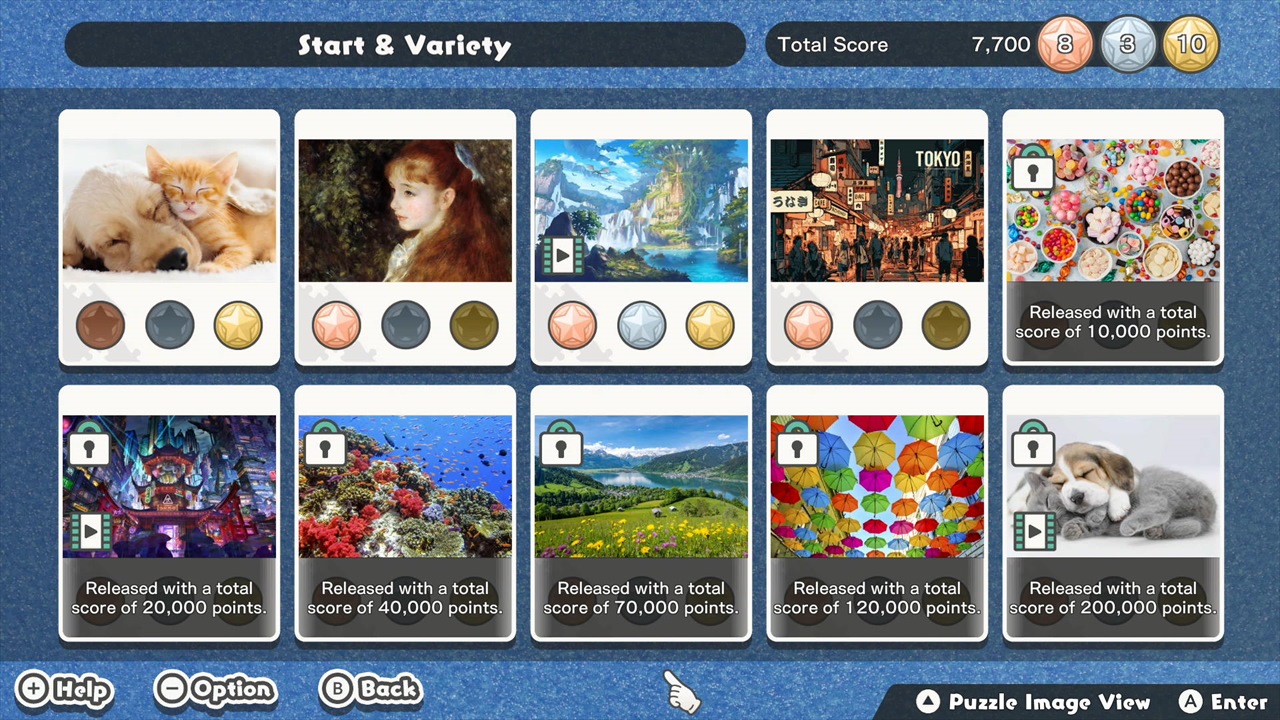 Start & Variety
Total Score 7,700 8 3 10
TOKYO
うなぎ
Released with a total
score of 10,000 points.
Released with a total
score of 20,000 points.
Released with a total
score of 40,000 points.
Released with a total
score of 70,000 points.
Released with a total
score of 120,000 points.
Released with a total
score of 200,000 points.
+ Help
− Option
B Back
Puzzle Image View
A Enter